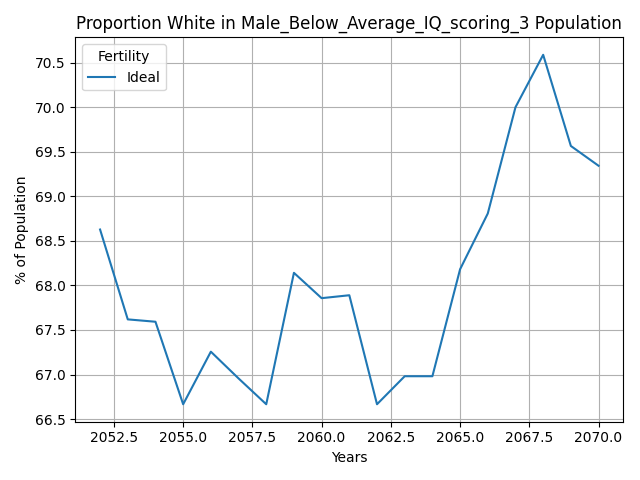 Proportion White in Male_Below_Average_IQ_scoring_3 Population
Fertility
Ideal
% of Population
70.5
70.0
69.5
69.0
68.5
68.0
67.5
67.0
66.5
2052.5 2055.0 2057.5 2060.0 2062.5 2065.0 2067.5 2070.0
Years